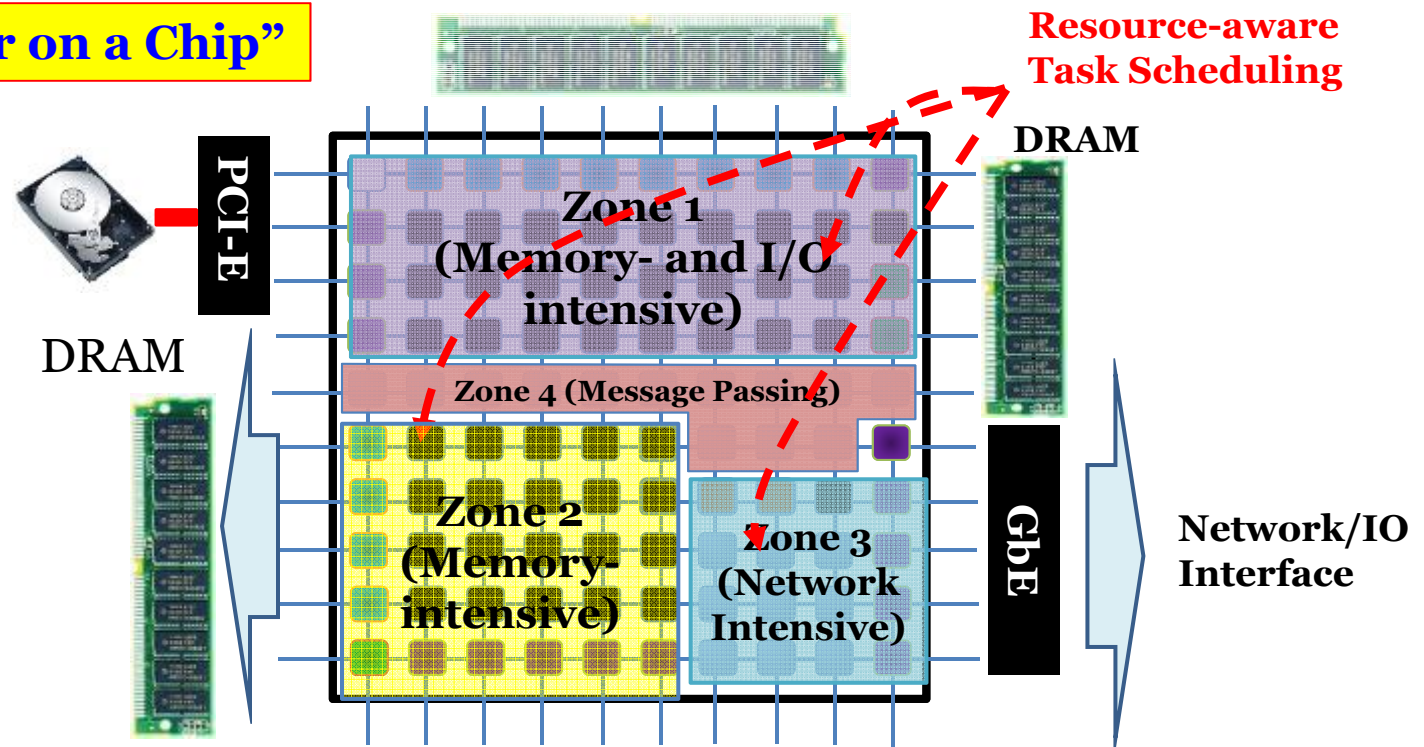 r on a Chip”
Resource-aware
Task Scheduling
DRAM
PCI-E
Zone 1
(Memory- and I/O
intensive)
DRAM
Zone 4 (Message Passing)
Zone 2
(Memory-
intensive)
Zone 3
(Network
Intensive)
GbE
Network/IO
Interface